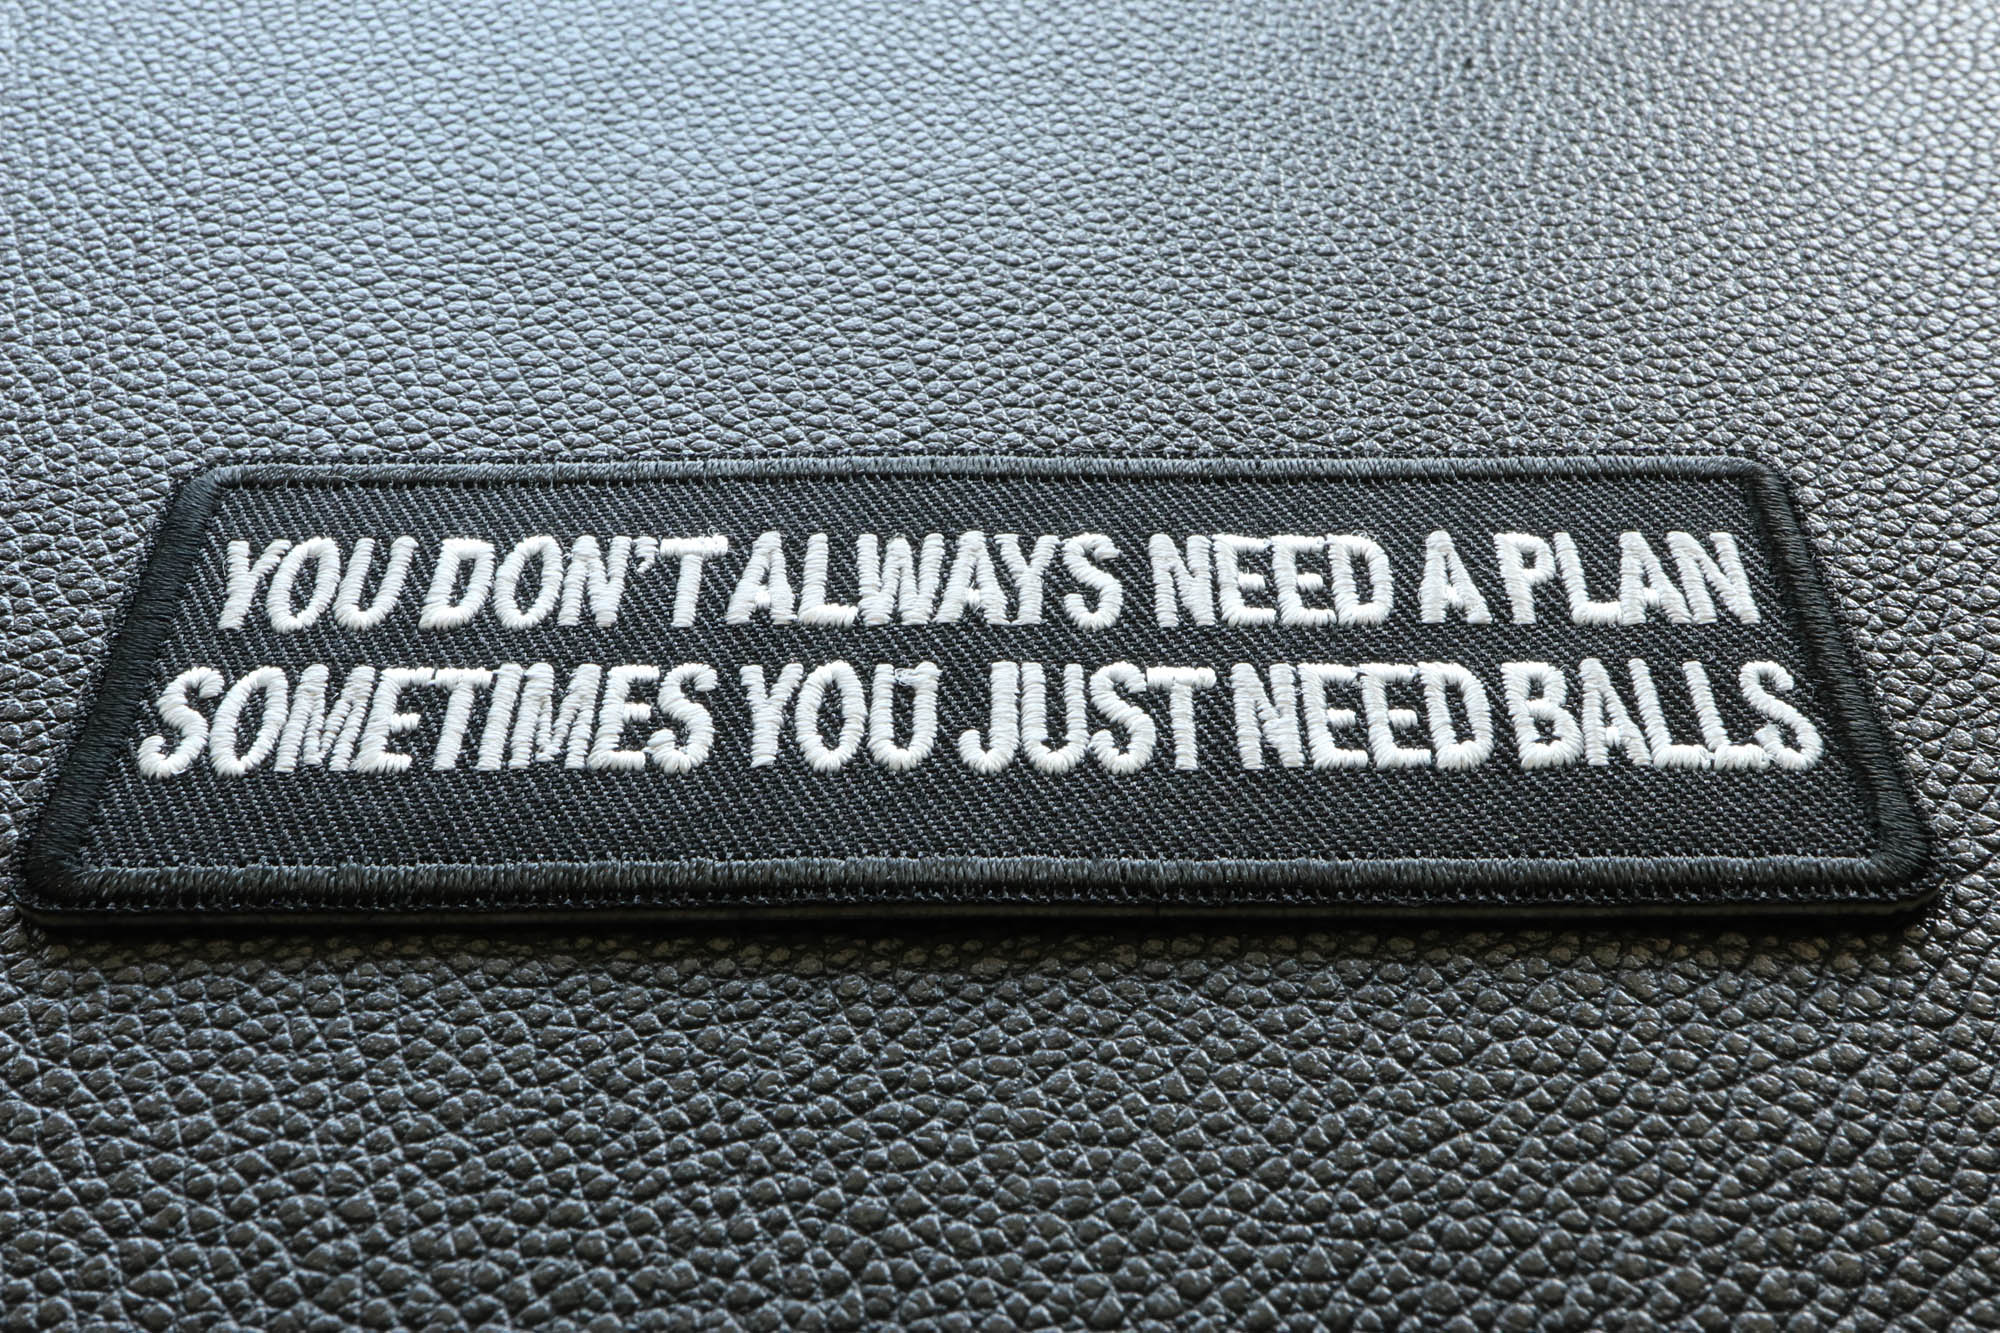 YOU DON'T ALWAYS NEED A PLAN
SOMETIMES YOU JUST NEED BALLS